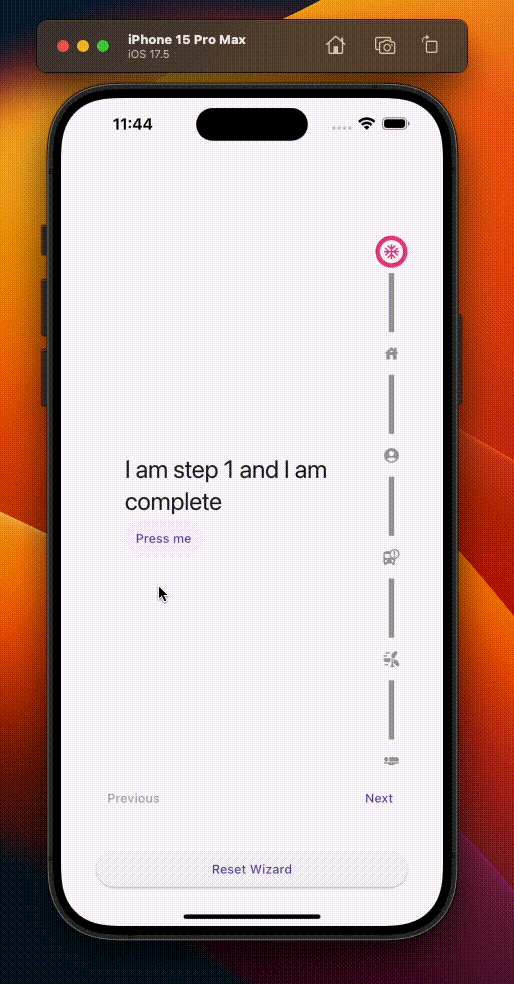 iPhone 15 Pro Max
iOS 17.5
11:44
I am step 1 and I am
complete
Press me
Previous
Next
Reset Wizard